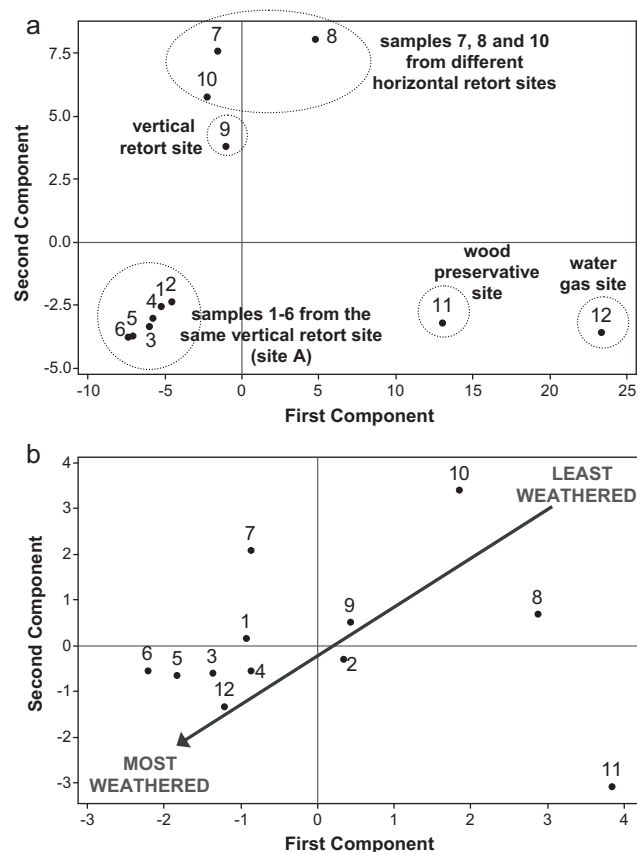 a
7.5
5.0
2.5
0.0
-2.5
-5.0
-10
-5
0
5
10
15
20
25
Second Component
First Component
7
8
10
9
samples 7, 8 and 10
from different
horizontal retort sites
vertical
retort site
1 2
4
6 5
3
samples 1-6 from the
same vertical retort site
(site A)
wood
preservative
site
11
water
gas site
12
b
4
3
2
1
0
-1
-2
-3
-3
-2
-1
0
1
2
3
4
Second Component
First Component
10
LEAST
WEATHERED
7
9
8
1
6
5
3
4
2
12
MOST
WEATHERED
11